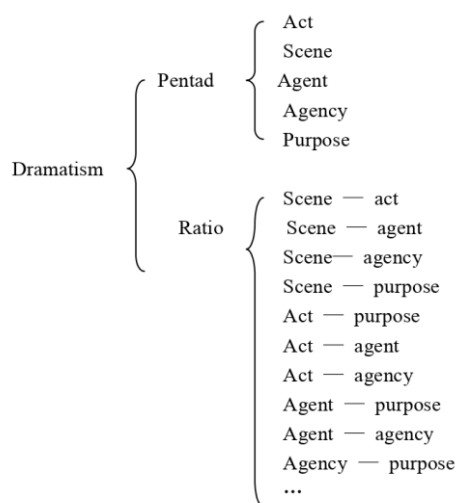 Dramatism
Pentad
Act
Scene
Agent
Agency
Purpose
Ratio
Scene — act
Scene — agent
Scene— agency
Scene — purpose
Act — purpose
Act — agent
Act — agency
Agent — purpose
Agent — agency
Agency — purpose
...